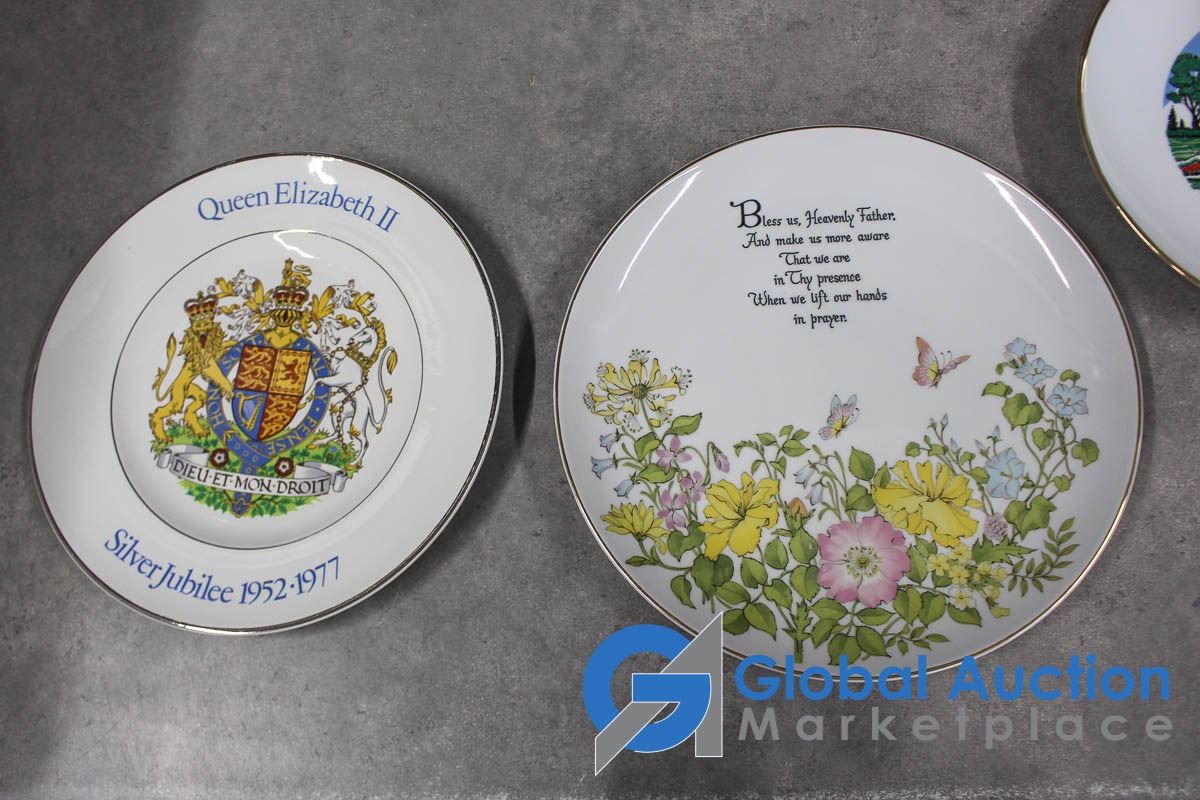 Queen Elizabeth II
DIEU·ET·MON·DROIT
Silver Jubilee 1952·1977
Bless us, Heavenly Father,
And make us more aware
That we are
in Thy presence
When we lift our hands
in prayer.
Global Auction
Marketplace